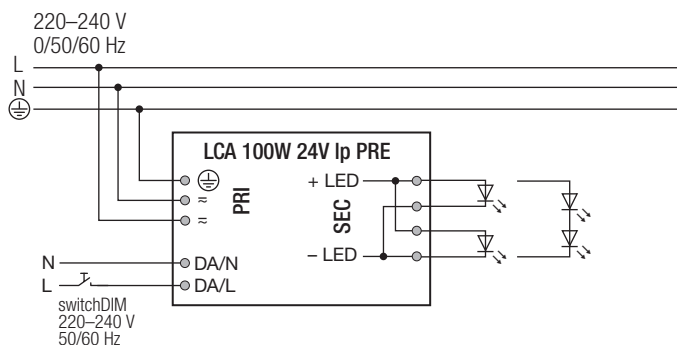 220–240 V
0/50/60 Hz
L
N
LCA 100W 24V lp PRE
PRI
≂
≂
+ LED
SEC
– LED
N
DA/N
L
DA/L
switchDIM
220–240 V
50/60 Hz